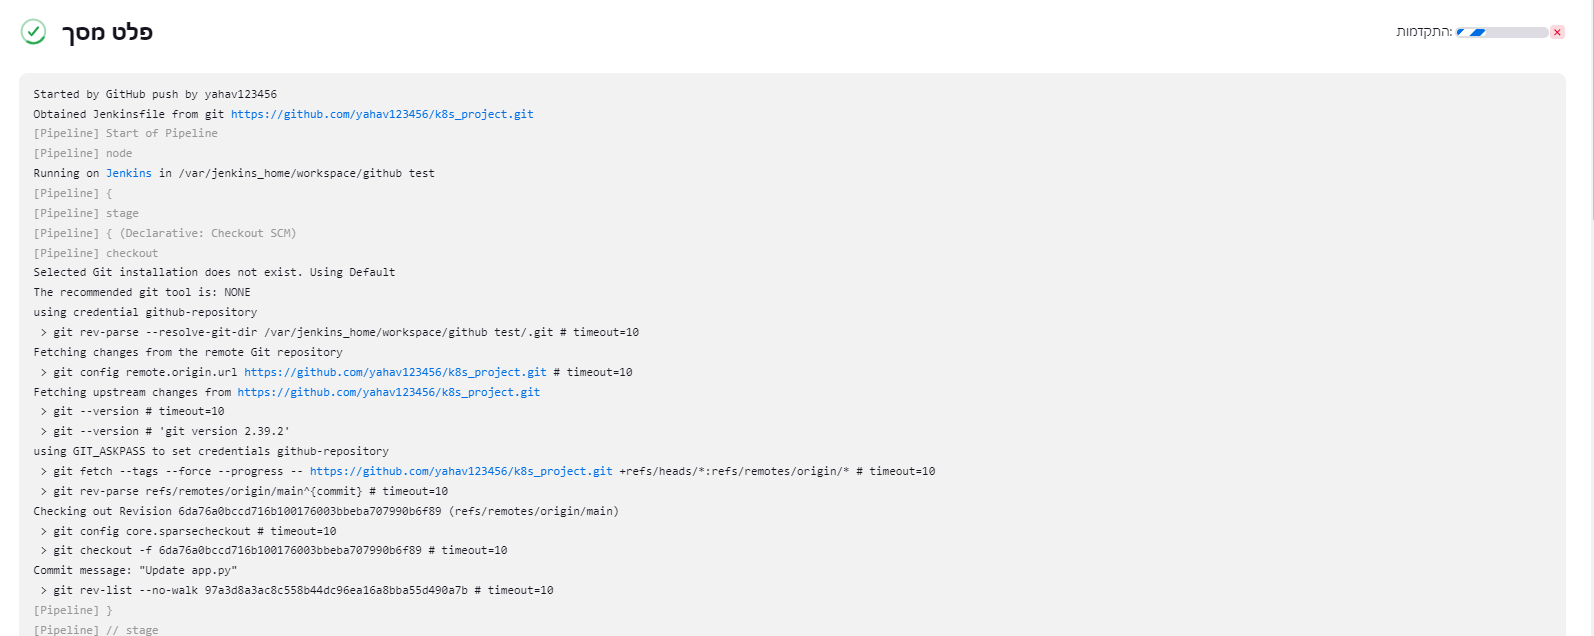 פלט מסך
התקדמות:
Started by GitHub push by yahav123456
Obtained Jenkinsfile from git https://github.com/yahav123456/k8s_project.git
[Pipeline] Start of Pipeline
[Pipeline] node
Running on Jenkins in /var/jenkins_home/workspace/github test
[Pipeline] {
[Pipeline] stage
[Pipeline] { (Declarative: Checkout SCM)
[Pipeline] checkout
Selected Git installation does not exist. Using Default
The recommended git tool is: NONE
using credential github-repository
 > git rev-parse --resolve-git-dir /var/jenkins_home/workspace/github test/.git # timeout=10
Fetching changes from the remote Git repository
 > git config remote.origin.url https://github.com/yahav123456/k8s_project.git # timeout=10
Fetching upstream changes from https://github.com/yahav123456/k8s_project.git
 > git --version # timeout=10
 > git --version # 'git version 2.39.2'
using GIT_ASKPASS to set credentials github-repository
 > git fetch --tags --force --progress -- https://github.com/yahav123456/k8s_project.git +refs/heads/*:refs/remotes/origin/* # timeout=10
 > git rev-parse refs/remotes/origin/main^{commit} # timeout=10
Checking out Revision 6da76a0bccd716b100176003bbeba707990b6f89 (refs/remotes/origin/main)
 > git config core.sparsecheckout # timeout=10
 > git checkout -f 6da76a0bccd716b100176003bbeba707990b6f89 # timeout=10
Commit message: "Update app.py"
 > git rev-list --no-walk 97a3d8a3ac8c558b44dc96ea16a8bba55d490a7b # timeout=10
[Pipeline] }
[Pipeline] // stage